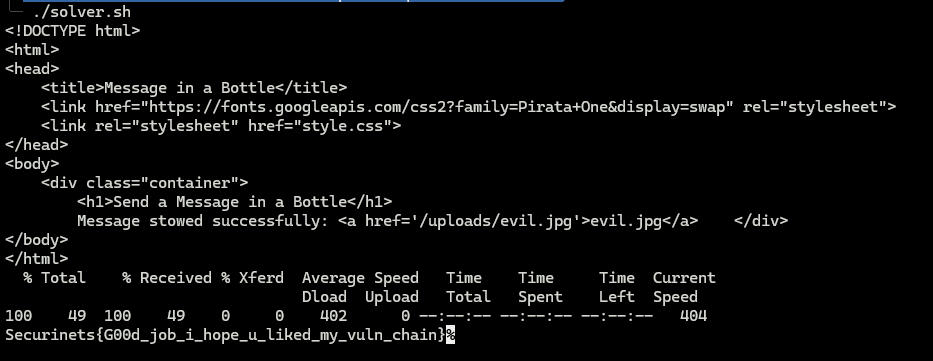 ./solver.sh
<!DOCTYPE html>
<html>
<head>
    <title>Message in a Bottle</title>
    <link href="https://fonts.googleapis.com/css2?family=Pirata+One&display=swap" rel="stylesheet">
    <link rel="stylesheet" href="style.css">
</head>
<body>
    <div class="container">
        <h1>Send a Message in a Bottle</h1>
        Message stowed successfully: <a href='/uploads/evil.jpg'>evil.jpg</a>    </div>
</body>
</html>
  % Total    % Received % Xferd  Average Speed   Time    Time     Time  Current
                                 Dload  Upload   Total   Spent    Left  Speed
100    49  100    49    0     0    402      0 --:--:-- --:--:-- --:--:--   404
Securinets{G00d_job_i_hope_u_liked_my_vuln_chain}%